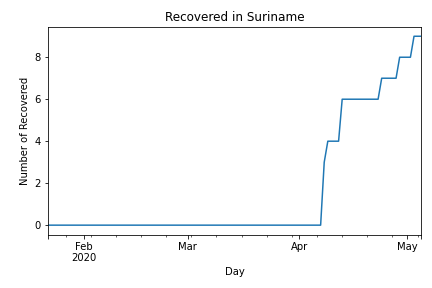 Recovered in Suriname
Number of Recovered
8
6
4
2
0
Feb
2020
Mar
Apr
May
Day